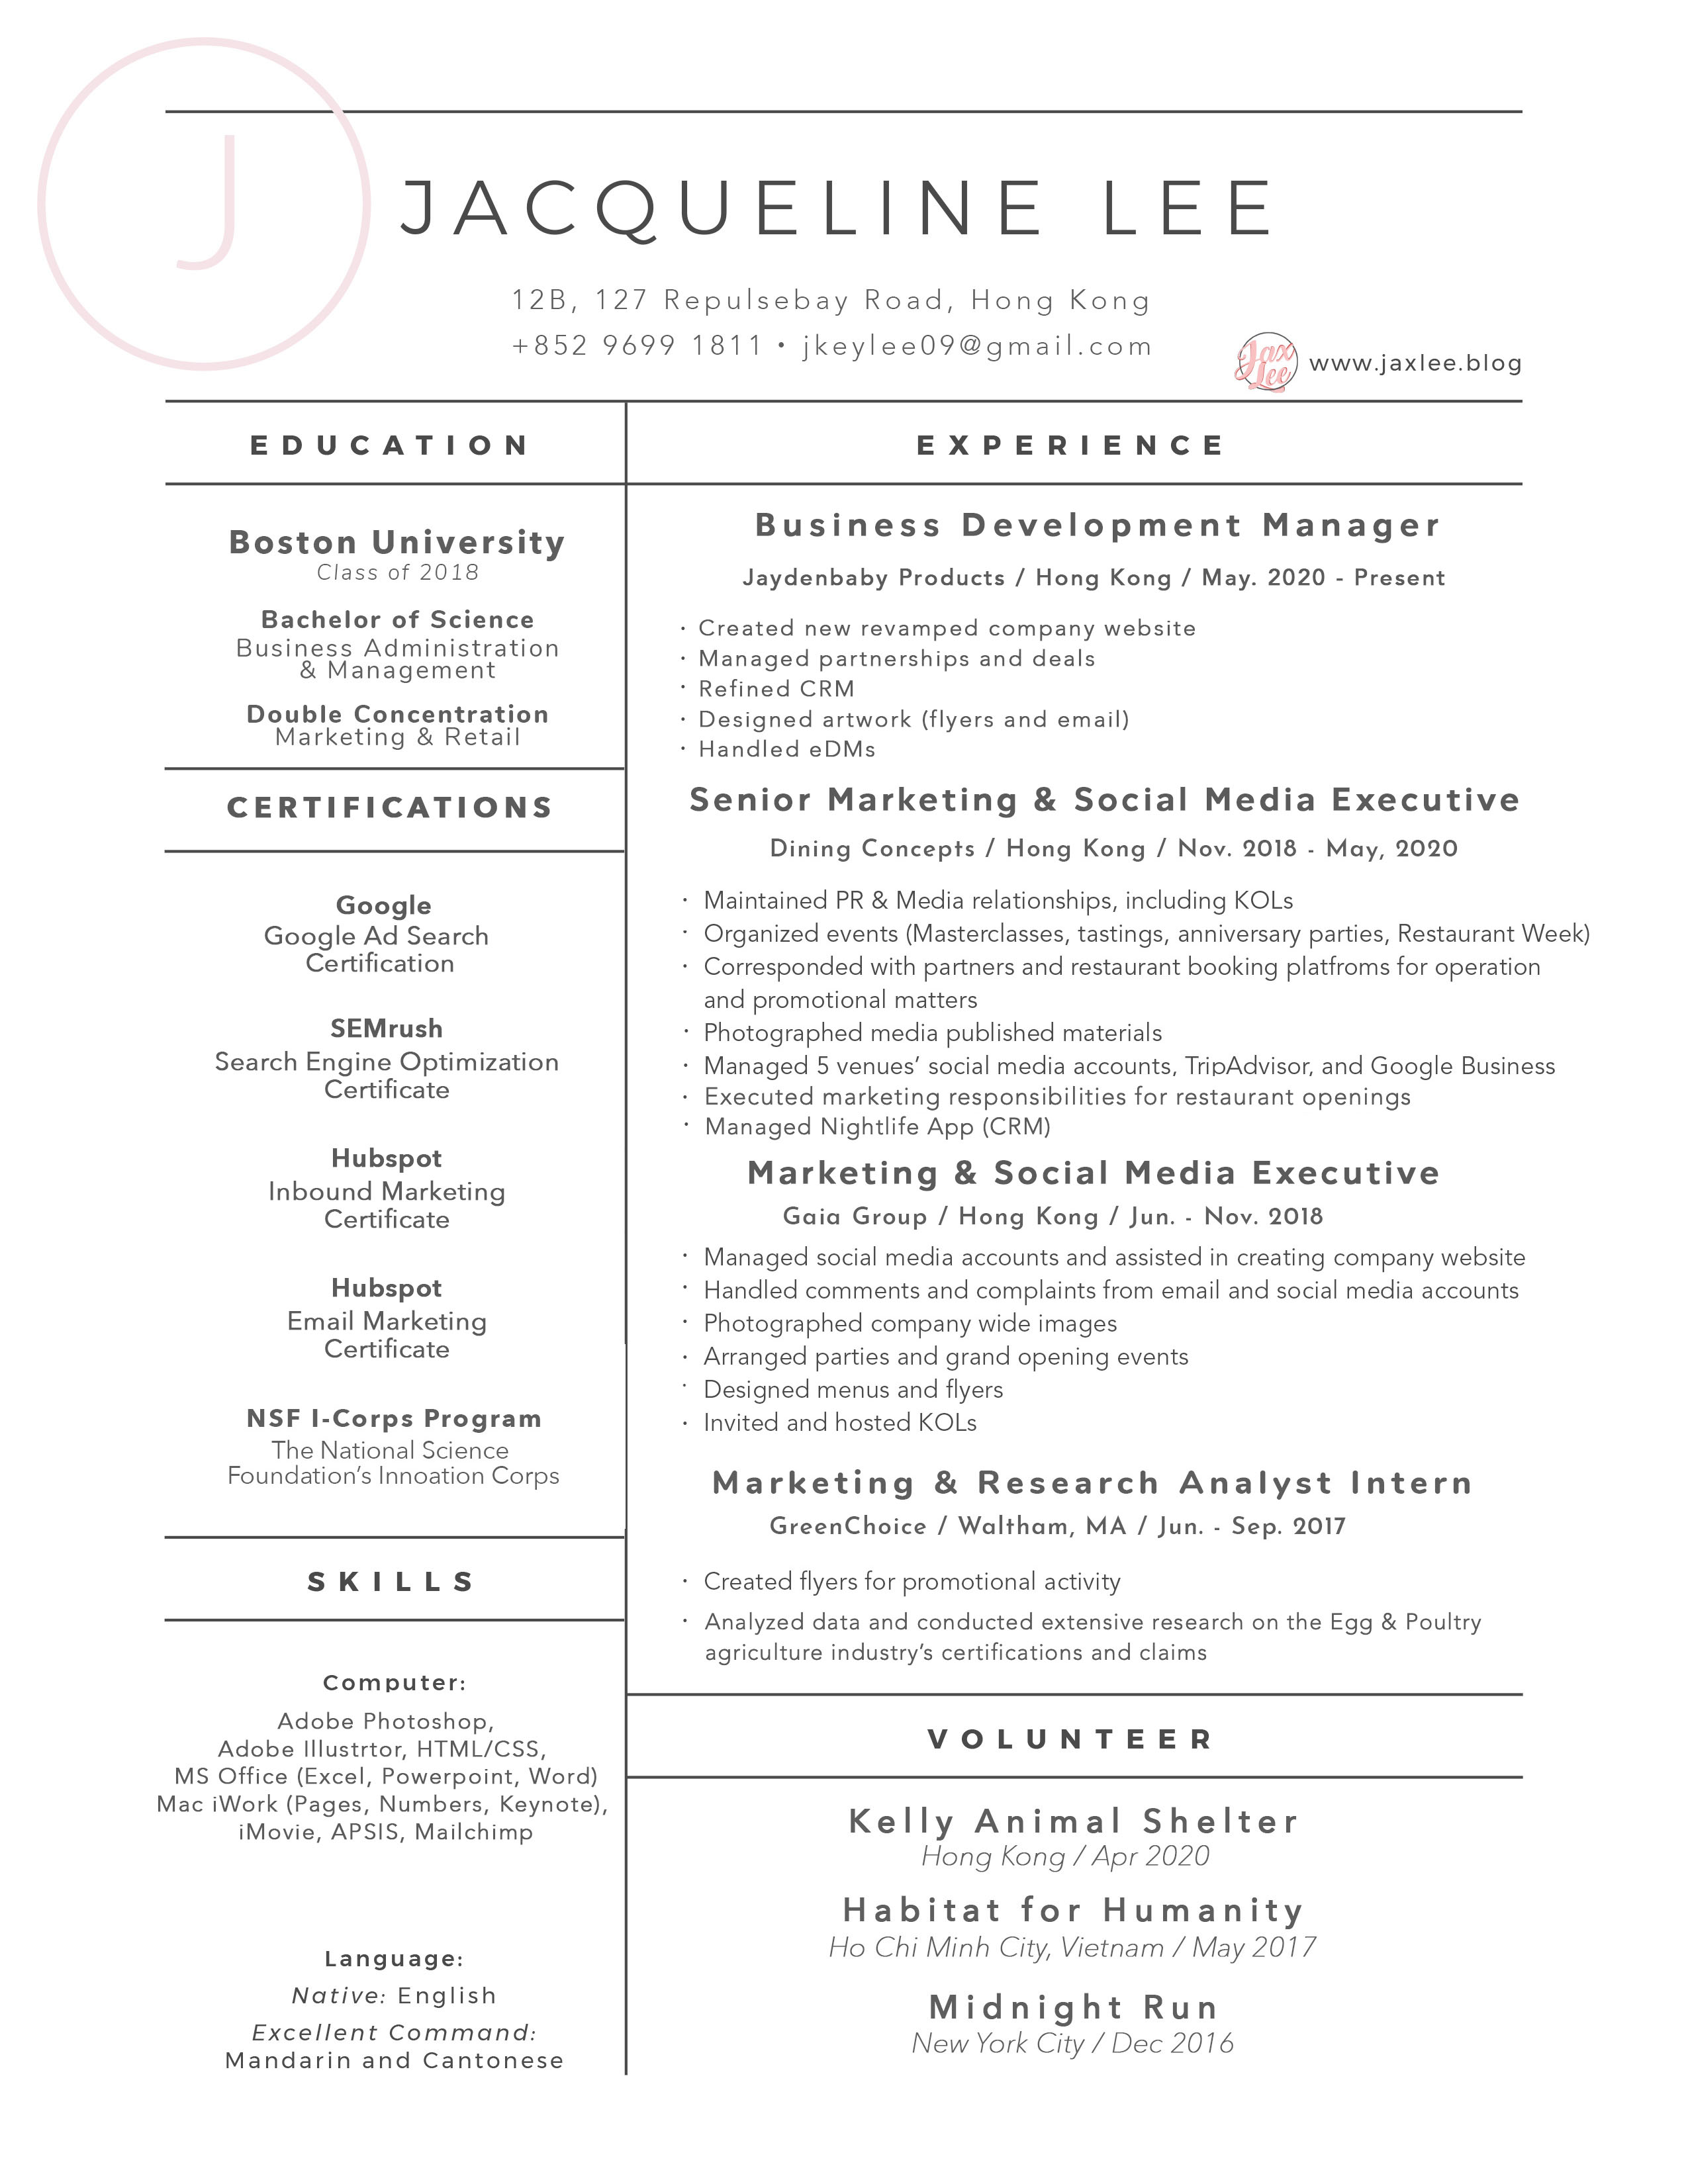 J
JACQUELINE LEE
12B, 127 Repulsebay Road, Hong Kong
+852 9699 1811 • jkeylee09@gmail.com
Jax
Lee
www.jaxlee.blog
EDUCATION
Boston University
Class of 2018
Bachelor of Science
Business Administration
& Management
Double Concentration
Marketing & Retail
CERTIFICATIONS
Google
Google Ad Search
Certification
SEMrush
Search Engine Optimization
Certificate
Hubspot
Inbound Marketing
Certificate
Hubspot
Email Marketing
Certificate
NSF I-Corps Program
The National Science
Foundation's Innoation Corps
SKILLS
Computer:
Adobe Photoshop,
Adobe Illustrtor, HTML/CSS,
MS Office (Excel, Powerpoint, Word)
Mac iWork (Pages, Numbers, Keynote),
iMovie, APSIS, Mailchimp
Language:
Native: English
Excellent Command:
Mandarin and Cantonese
EXPERIENCE
Business Development Manager
Jaydenbaby Products / Hong Kong / May. 2020 - Present
· Created new revamped company website
· Managed partnerships and deals
· Refined CRM
· Designed artwork (flyers and email)
· Handled eDMs
Senior Marketing & Social Media Executive
Dining Concepts / Hong Kong / Nov. 2018 - May, 2020
· Maintained PR & Media relationships, including KOLs
· Organized events (Masterclasses, tastings, anniversary parties, Restaurant Week)
· Corresponded with partners and restaurant booking platfroms for operation
and promotional matters
· Photographed media published materials
· Managed 5 venues' social media accounts, TripAdvisor, and Google Business
· Executed marketing responsibilities for restaurant openings
· Managed Nightlife App (CRM)
Marketing & Social Media Executive
Gaia Group / Hong Kong / Jun. - Nov. 2018
· Managed social media accounts and assisted in creating company website
· Handled comments and complaints from email and social media accounts
· Photographed company wide images
· Arranged parties and grand opening events
· Designed menus and flyers
· Invited and hosted KOLs
Marketing & Research Analyst Intern
GreenChoice / Waltham, MA / Jun. - Sep. 2017
· Created flyers for promotional activity
· Analyzed data and conducted extensive research on the Egg & Poultry
agriculture industry's certifications and claims
VOLUNTEER
Kelly Animal Shelter
Hong Kong / Apr 2020
Habitat for Humanity
Ho Chi Minh City, Vietnam / May 2017
Midnight Run
New York City / Dec 2016